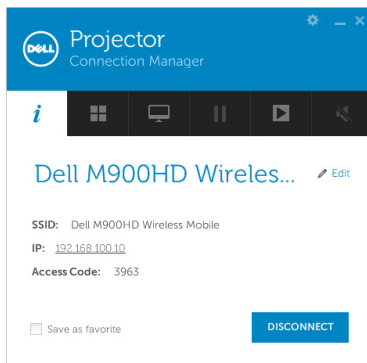 DELL
Projector
Connection Manager
i
Dell M900HD Wireles...
Edit
SSID: Dell M900HD Wireless Mobile
IP: 192.168.100.10
Access Code: 3963
Save as favorite
DISCONNECT